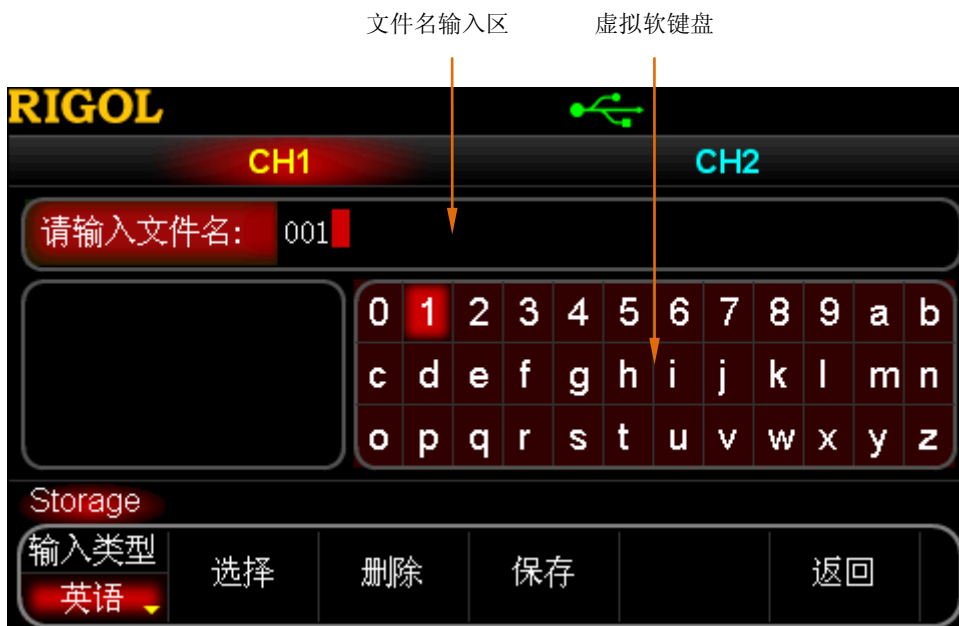 文件名输入区 虚拟软键盘
RIGOL
CH1 CH2
请输入文件名: 001
0 1 2 3 4 5 6 7 8 9 a b
c d e f g h i j k l m n
o p q r s t u v w x y z
Storage
输入类型
英语 选择 删除 保存 返回